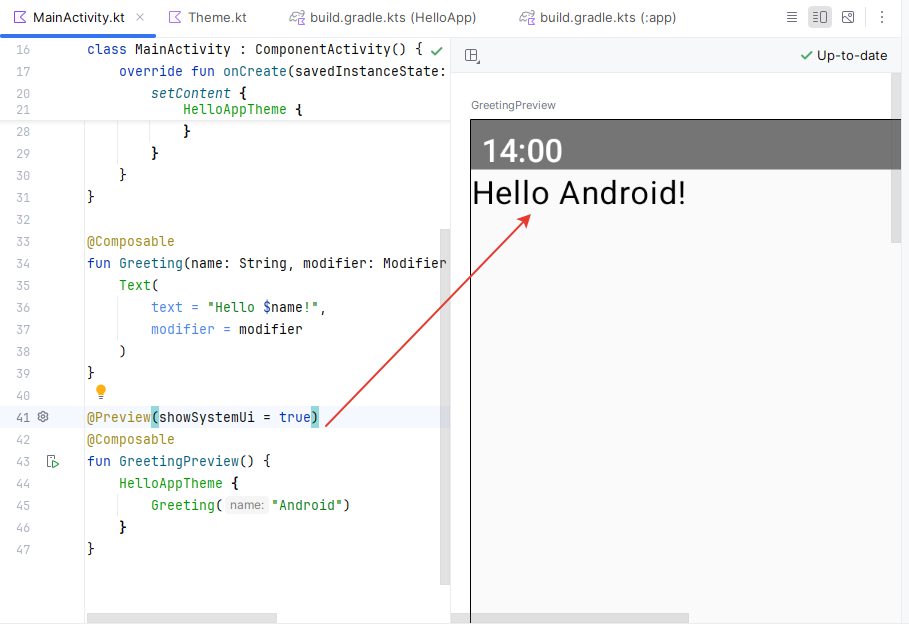 MainActivity.kt
Theme.kt
build.gradle.kts (HelloApp)
build.gradle.kts (:app)
16 class MainActivity : ComponentActivity() {
17 override fun onCreate(savedInstanceState:
20 setContent {
21 HelloAppTheme {
28 }
29 }
30 }
31 }
32
33 @Composable
34 fun Greeting(name: String, modifier: Modifier
35 Text(
36 text = "Hello $name!",
37 modifier = modifier
38 )
39 }
40
41 @Preview(showSystemUi = true)
42 @Composable
43 fun GreetingPreview() {
44 HelloAppTheme {
45 Greeting( name: "Android")
46 }
47 }
Up-to-date
GreetingPreview
14:00
Hello Android!